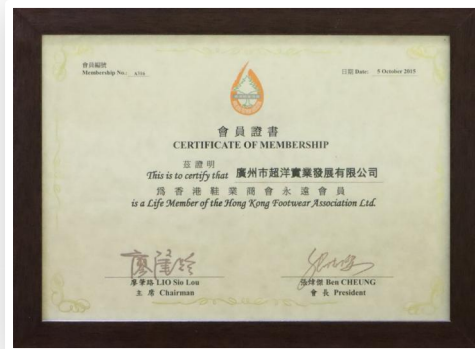 會員編號
Membership No.:
日期 Date: 9 October 2019
會員證書
CERTIFICATE OF MEMBERSHIP
茲證明
This is to certify that 廣州市超洋實業發展有限公司
為香港鞋業商會永遠會員
is a Life Member of the Hong Kong Footwear Association Ltd.
廖肇路 LIO Sio Lon
主席 Chairman
張煒傑 Ben CHEUNG
會長 President